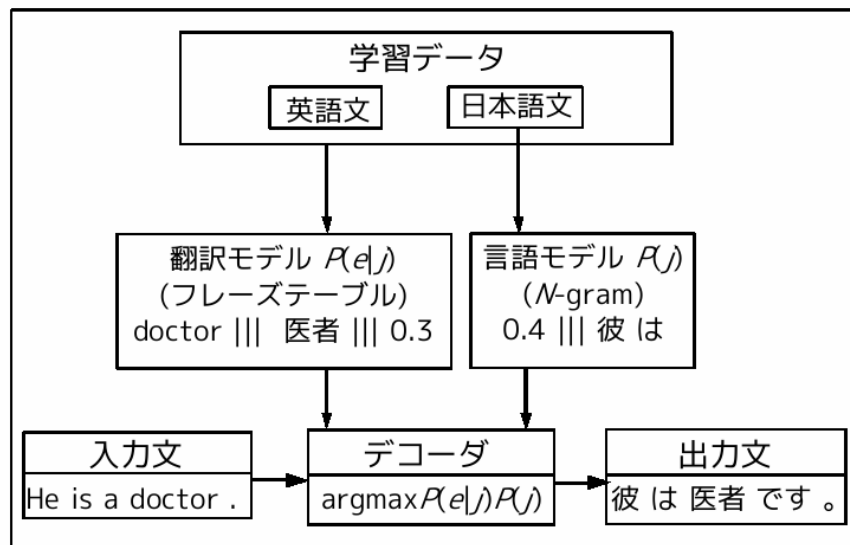 学習データ
英語文
日本語文
翻訳モデル P(e|j)
(フレーズテーブル)
doctor ||| 医者 ||| 0.3
言語モデル P(j)
(N-gram)
0.4 ||| 彼 は
入力文
He is a doctor .
デコーダ
argmaxP(e|j)P(j)
出力文
彼 は 医者 です 。